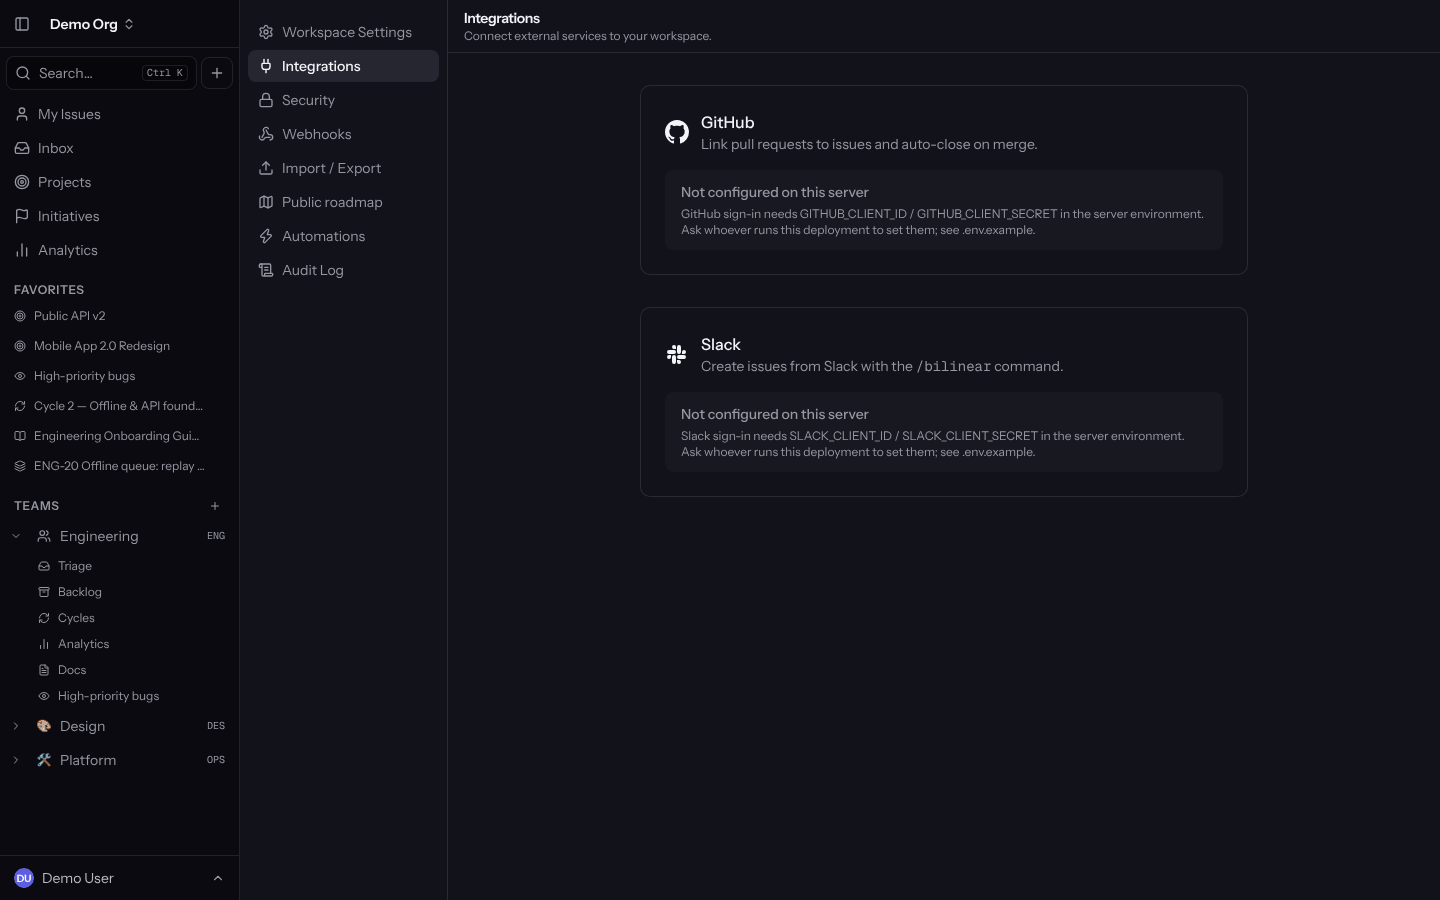 Demo Org
Search...
Ctrl K
My Issues
Inbox
Projects
Initiatives
Analytics
FAVORITES
Public API v2
Mobile App 2.0 Redesign
High-priority bugs
Cycle 2 — Offline & API found...
Engineering Onboarding Gui...
ENG-20 Offline queue: replay ...
TEAMS
Engineering ENG
Triage
Backlog
Cycles
Analytics
Docs
High-priority bugs
Design DES
Platform OPS
DU Demo User
Workspace Settings
Integrations
Security
Webhooks
Import / Export
Public roadmap
Automations
Audit Log
Integrations
Connect external services to your workspace.
GitHub
Link pull requests to issues and auto-close on merge.
Not configured on this server
GitHub sign-in needs GITHUB_CLIENT_ID / GITHUB_CLIENT_SECRET in the server environment.
Ask whoever runs this deployment to set them; see .env.example.
Slack
Create issues from Slack with the /bilinear command.
Not configured on this server
Slack sign-in needs SLACK_CLIENT_ID / SLACK_CLIENT_SECRET in the server environment.
Ask whoever runs this deployment to set them; see .env.example.